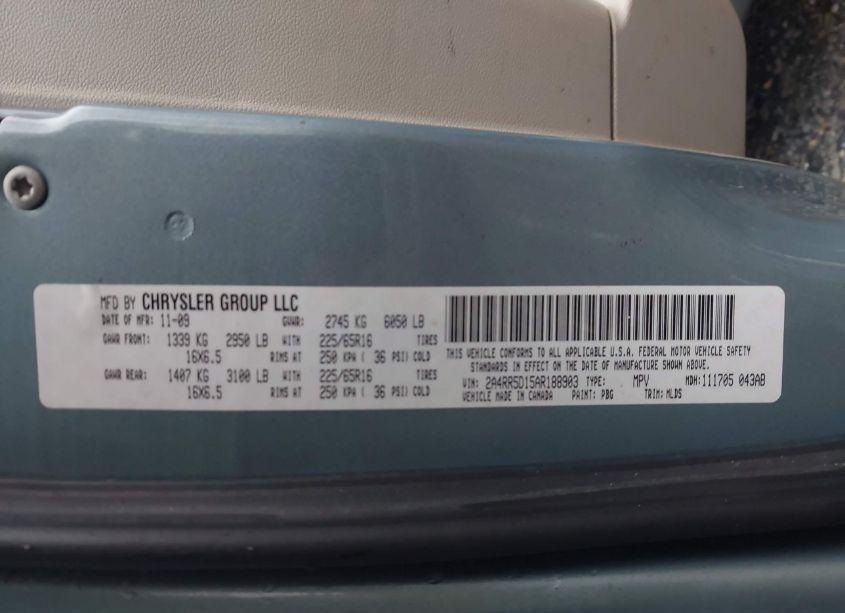 MFD BY CHRYSLER GROUP LLC
DATE OF MFR: 11-09 GVWR: 2745 KG 6050 LB
GAWR FRONT: 1339 KG 2950 LB WITH 225/65R16 TIRES
16X6.5 RIMS AT 250 KPA ( 36 PSI) COLD
GAWR REAR: 1407 KG 3100 LB WITH 225/65R16 TIRES
16X6.5 RIMS AT 250 KPA ( 36 PSI) COLD
THIS VEHICLE CONFORMS TO ALL APPLICABLE U.S.A. FEDERAL MOTOR VEHICLE SAFETY
STANDARDS IN EFFECT ON THE DATE OF MANUFACTURE SHOWN ABOVE.
VIN: 2A4RR5D15AR188903 TYPE: MPV MDH: 111705 043AB
VEHICLE MADE IN CANADA PAINT: PBG TRIM: MLDS